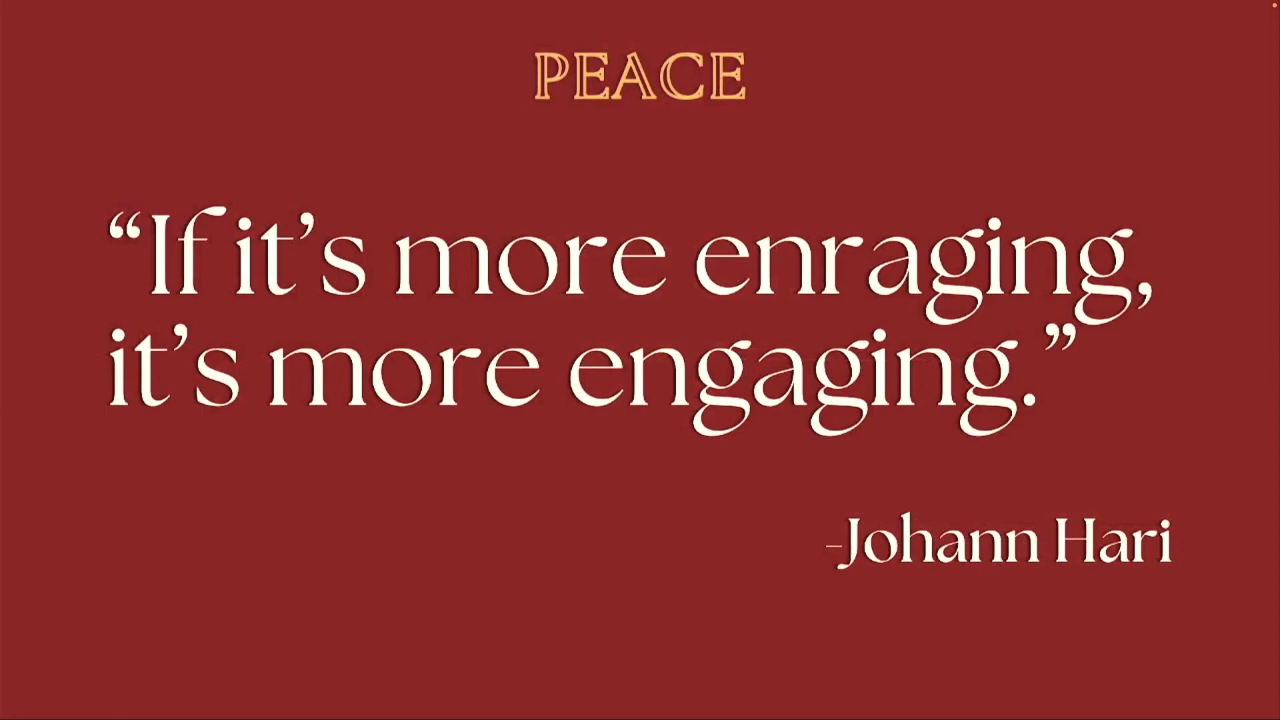 PEACE
“If it’s more enraging,
it’s more engaging.”
-Johann Hari